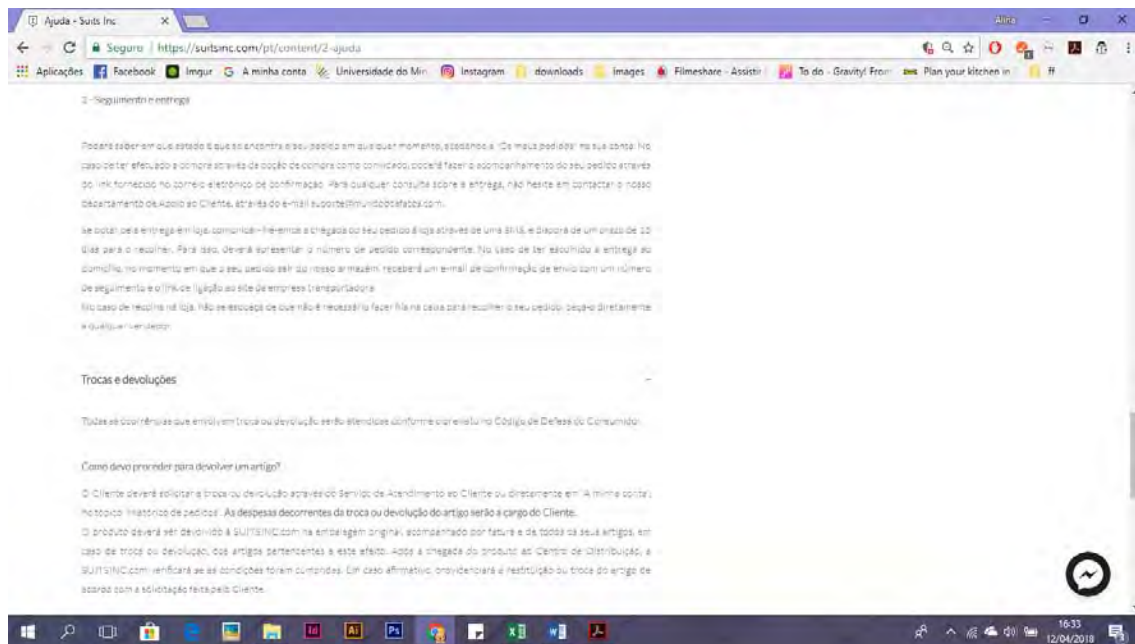 Ajuda - Suits Inc
Alina
Seguro | https://suitsinc.com/pt/content/2-ajuda
Aplicações Facebook Imgur A minha conta Universidade do Min Instagram downloads images Filmeshare - Assistir To do - Gravity! From Plan your kitchen in ff
2 - Seguimento e entrega
Poderá saber em que estado é que se encontra o seu pedido em qualquer momento, acedendo a "Os meus pedidos" na sua conta. No
caso de ter efetuado a compra através da opção de compra como convidado, poderá fazer o acompanhamento do seu pedido através
do link fornecido no correio eletrónico de confirmação. Para qualquer consulta sobre a entrega, não hesite em contactar o nosso
departamento de Apoio ao Cliente, através do e-mail suporte@mundodefatos.com.
Se optar pela entrega em loja, comunicar-lhe-emos a chegada do seu pedido à loja através de uma e disporá de um prazo de 15
dias para o recolher. Para isso, deverá apresentar o número de pedido correspondente. No caso de ter escolhido a entrega ao
domicílio, no momento em que o seu pedido sair do nosso armazém, receberá um e-mail de confirmação de envio com um número
de seguimento e o link de ligação ao site da empresa transportadora.
No caso de recolha na loja, não se esqueça de que não é necessário fazer fila na caixa para recolher o seu pedido, peça-o diretamente
a qualquer vendedor.
Trocas e devoluções –
Todas as ocorrências que envolvem troca ou devolução serão atendidas conforme o previsto no Código de Defesa do Consumidor.
Como devo proceder para devolver um artigo?
O Cliente deverá solicitar a troca ou devolução através do Serviço de Atendimento ao Cliente ou diretamente em "A minha conta",
no tópico "Histórico de pedidos". As despesas decorrentes da troca ou devolução do artigo serão a cargo do Cliente.
O produto deverá ser devolvido à SUITSINC.com na embalagem original, acompanhado por fatura e de todos os seus artigos, em
caso de troca ou devolução, dos artigos pertencentes a este efeito. Após a chegada do produto ao Centro de Distribuição, a
SUITSINC.com verificará se as condições foram cumpridas. Em caso afirmativo, providenciará a restituição ou troca do artigo de
acordo com a solicitação feita pelo Cliente.
Id Ai Ps
16:33
12/04/2018